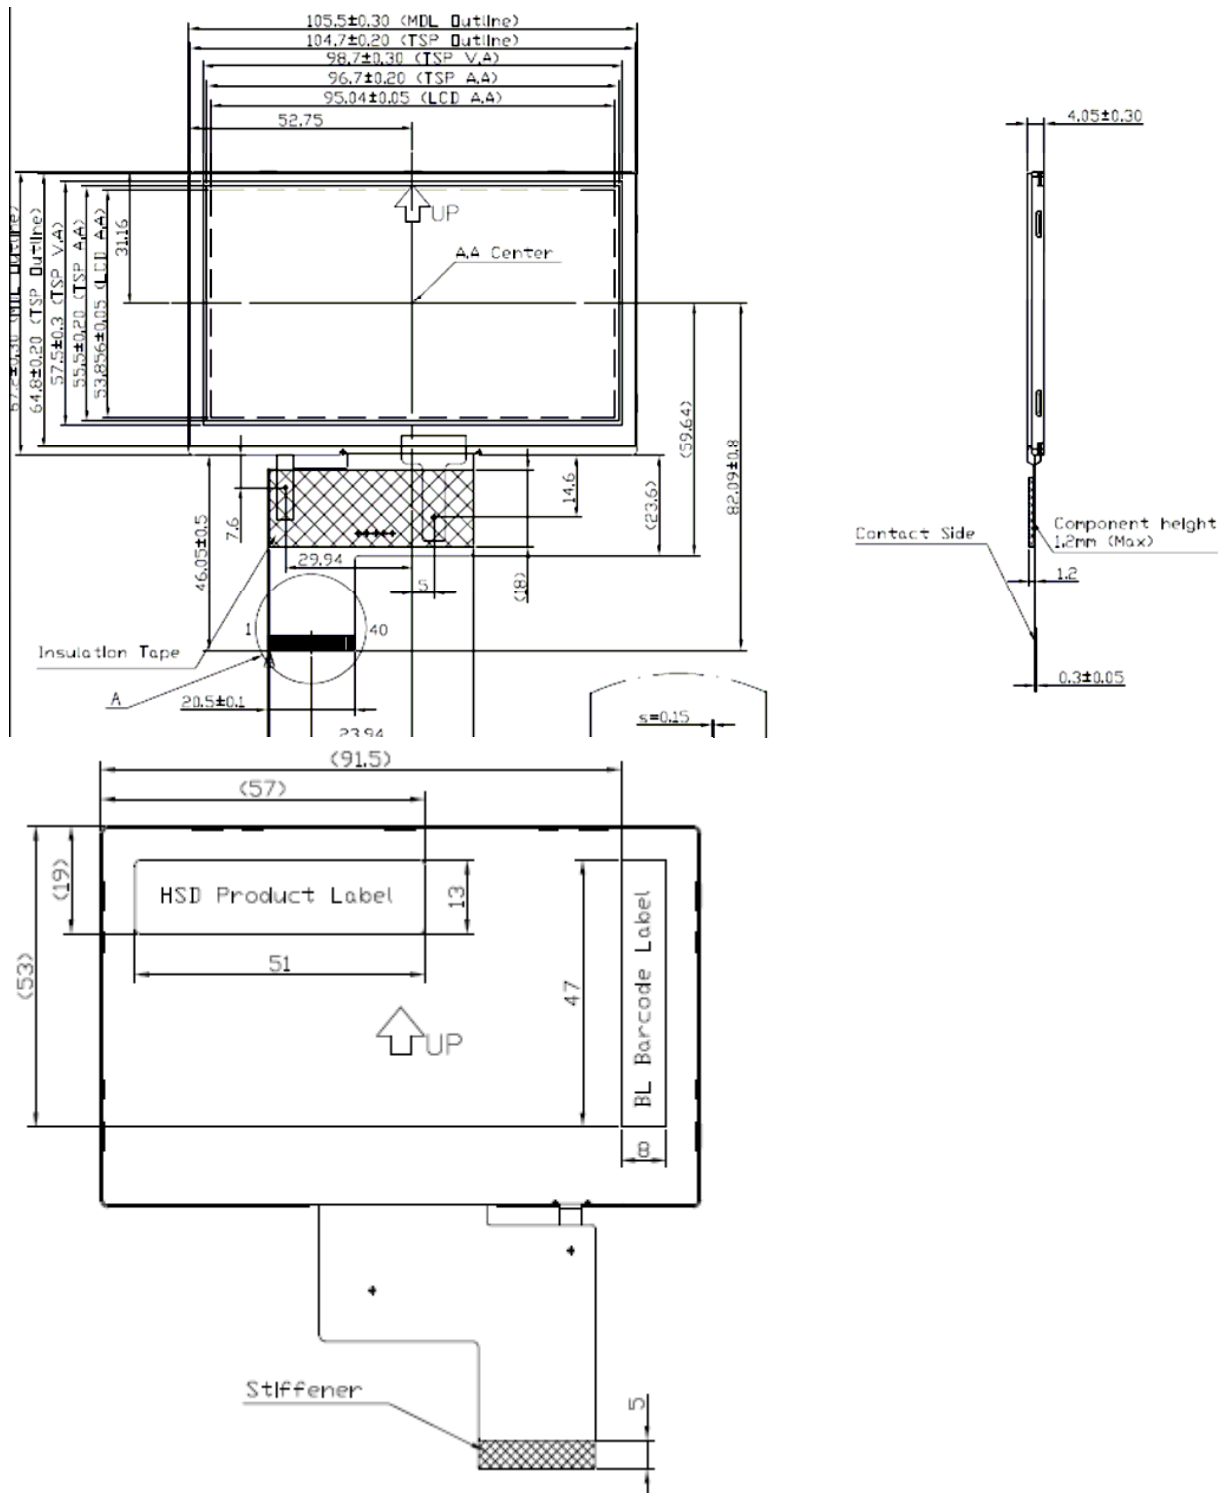 105.5±0.30 (MDL Outline)
104.7±0.20 (TSP Outline)
98.7±0.30 (TSP V.A)
96.7±0.20 (TSP A.A)
95.04±0.05 (LCD A.A)
52.75
4.05±0.30
UP
A.A Center
31.16
(MDL Outline)
64.8±0.20 (TSP Outline)
57.5±0.3 (TSP V.A)
55.5±0.20 (TSP A.A)
53.856±0.05 (LCD A.A)
(59.64)
82.09±0.8
46.05±0.5
7.6
14.6
(23.6)
29.94
5
(18)
Contact Side
Component height
1.2mm (Max)
1.2
1
40
Insulation Tape
A
A
20.5±0.1
23.94
s=0.15
0.3±0.05
(91.5)
(57)
(19)
HSD Product Label
13
51
(53)
47
BL Barcode Label
UP
8
Stiffener
5